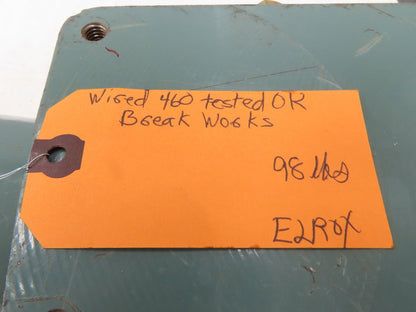 Wired 460 tested OK
Break Works
98 lbs
E2R0X